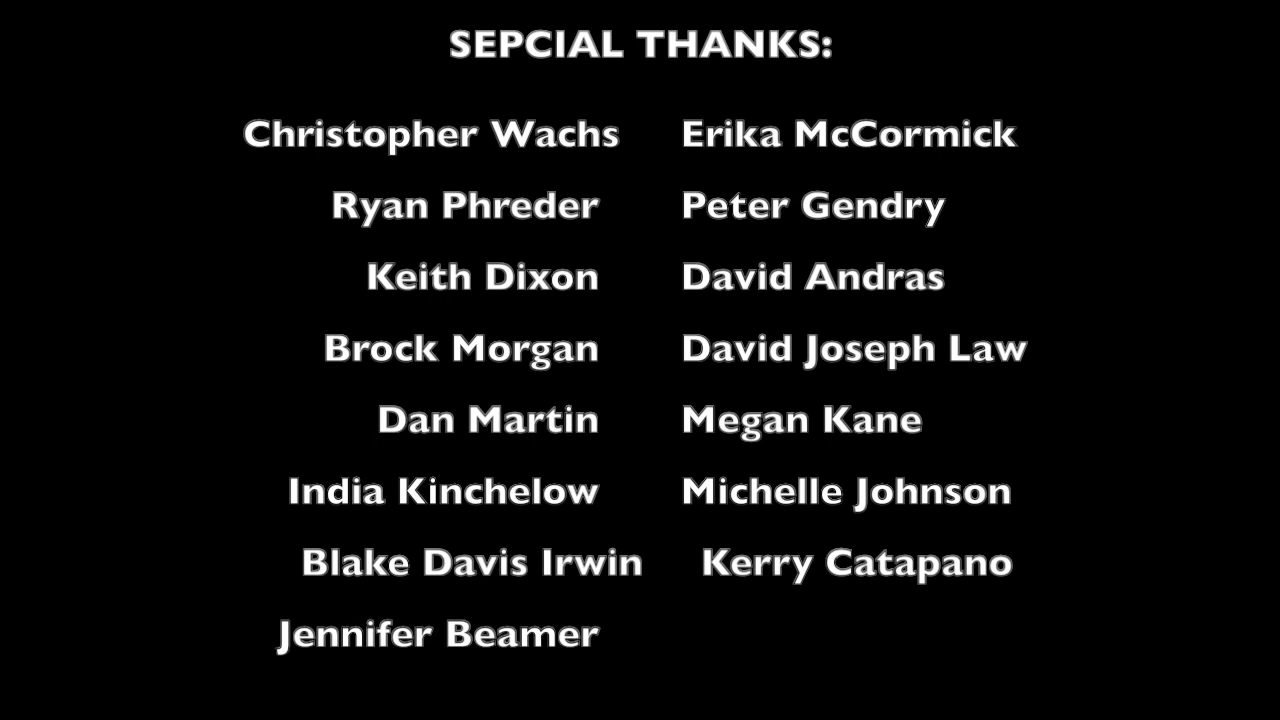 SEPCIAL THANKS:
Christopher Wachs Erika McCormick
Ryan Phreder Peter Gendry
Keith Dixon David Andras
Brock Morgan David Joseph Law
Dan Martin Megan Kane
India Kinchelow Michelle Johnson
Blake Davis Irwin Kerry Catapano
Jennifer Beamer